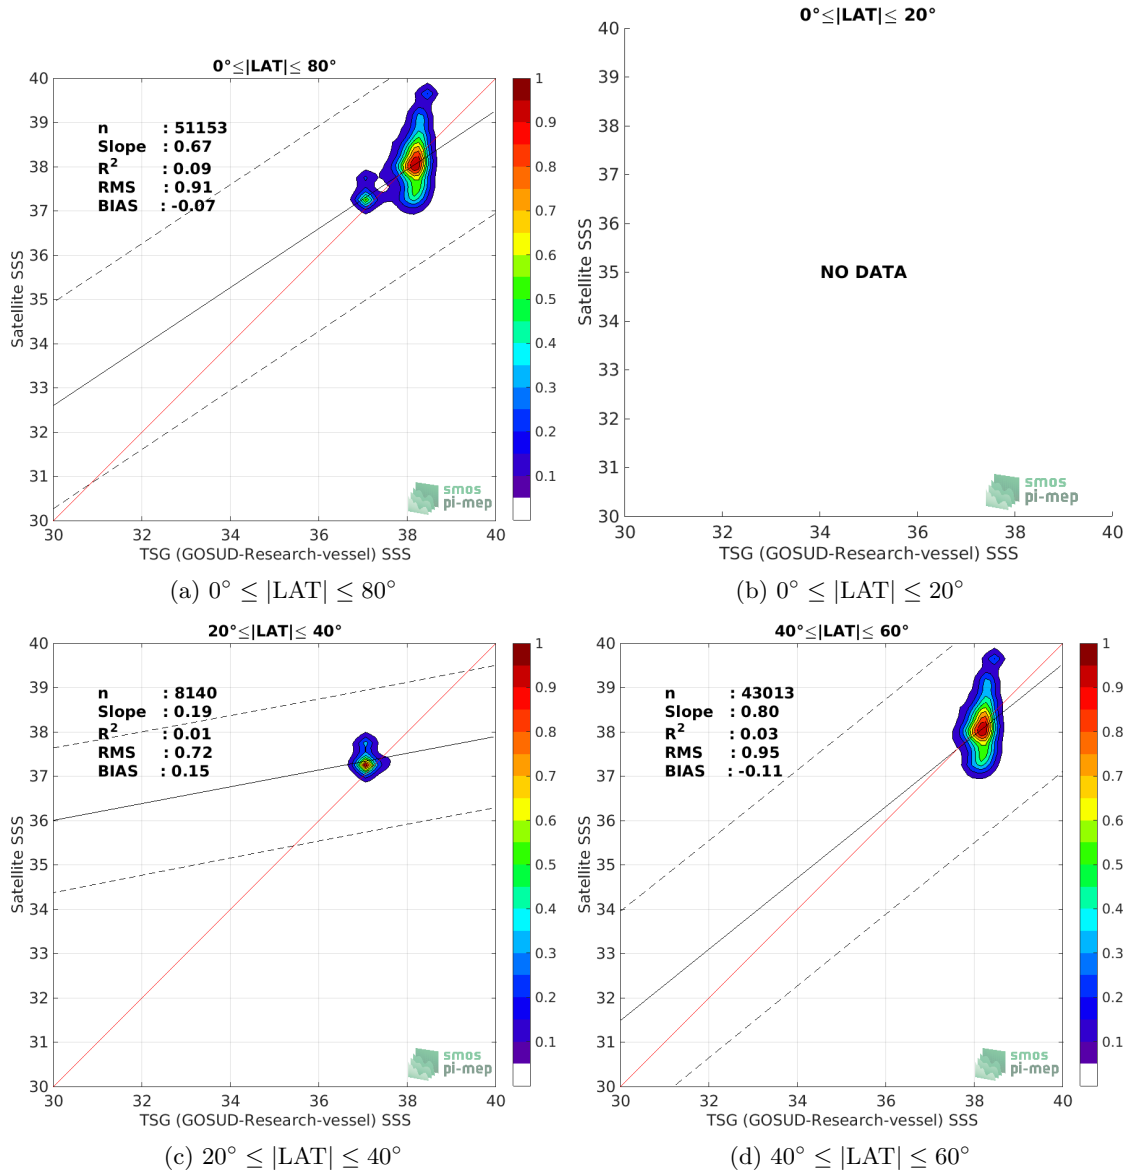 0°≤|LAT|≤ 80°
n : 51153
Slope : 0.67
R² : 0.09
RMS : 0.91
BIAS : -0.07
40
39
38
37
36
35
34
33
32
31
30
30 32 34 36 38 40
Satellite SSS
TSG (GOSUD-Research-vessel) SSS
1
0.9
0.8
0.7
0.6
0.5
0.4
0.3
0.2
0.1
smos
pi-mep
(a) 0° ≤ |LAT| ≤ 80°
0°≤|LAT|≤ 20°
40
39
38
37
36
35
34
33
32
31
30
30 32 34 36 38 40
Satellite SSS
NO DATA
TSG (GOSUD-Research-vessel) SSS
smos
pi-mep
(b) 0° ≤ |LAT| ≤ 20°
20°≤|LAT|≤ 40°
n : 8140
Slope : 0.19
R² : 0.01
RMS : 0.72
BIAS : 0.15
40
39
38
37
36
35
34
33
32
31
30
30 32 34 36 38 40
Satellite SSS
TSG (GOSUD-Research-vessel) SSS
1
0.9
0.8
0.7
0.6
0.5
0.4
0.3
0.2
0.1
smos
pi-mep
(c) 20° ≤ |LAT| ≤ 40°
40°≤|LAT|≤ 60°
n : 43013
Slope : 0.80
R² : 0.03
RMS : 0.95
BIAS : -0.11
40
39
38
37
36
35
34
33
32
31
30
30 32 34 36 38 40
Satellite SSS
TSG (GOSUD-Research-vessel) SSS
1
0.9
0.8
0.7
0.6
0.5
0.4
0.3
0.2
0.1
smos
pi-mep
(d) 40° ≤ |LAT| ≤ 60°